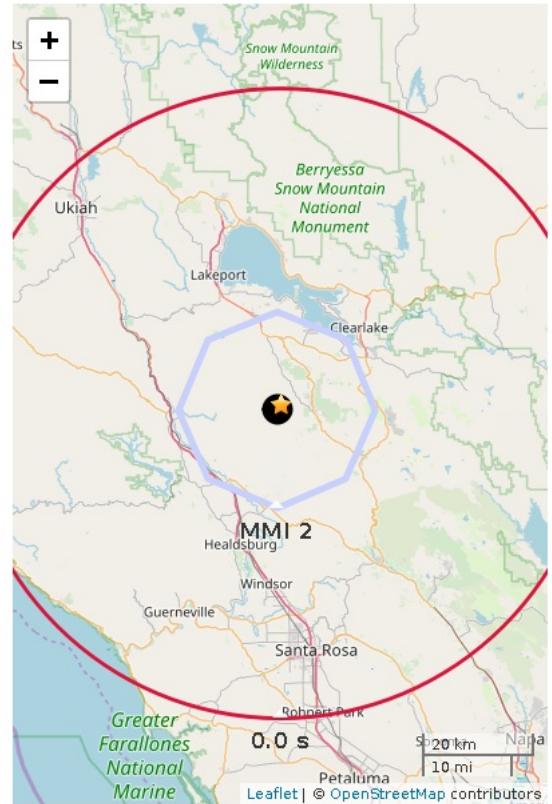 +
−
ts
Snow Mountain
Wilderness
Berryessa
Snow Mountain
National
Monument
Ukiah
Lakeport
Clearlake
MMI 2
Healdsburg
Windsor
Guerneville
Santa Rosa
Rohnert Park
0.0 s
Greater
Farallones
National
Marine
Napa
20 km
10 mi
Petaluma
Leaflet | © OpenStreetMap contributors